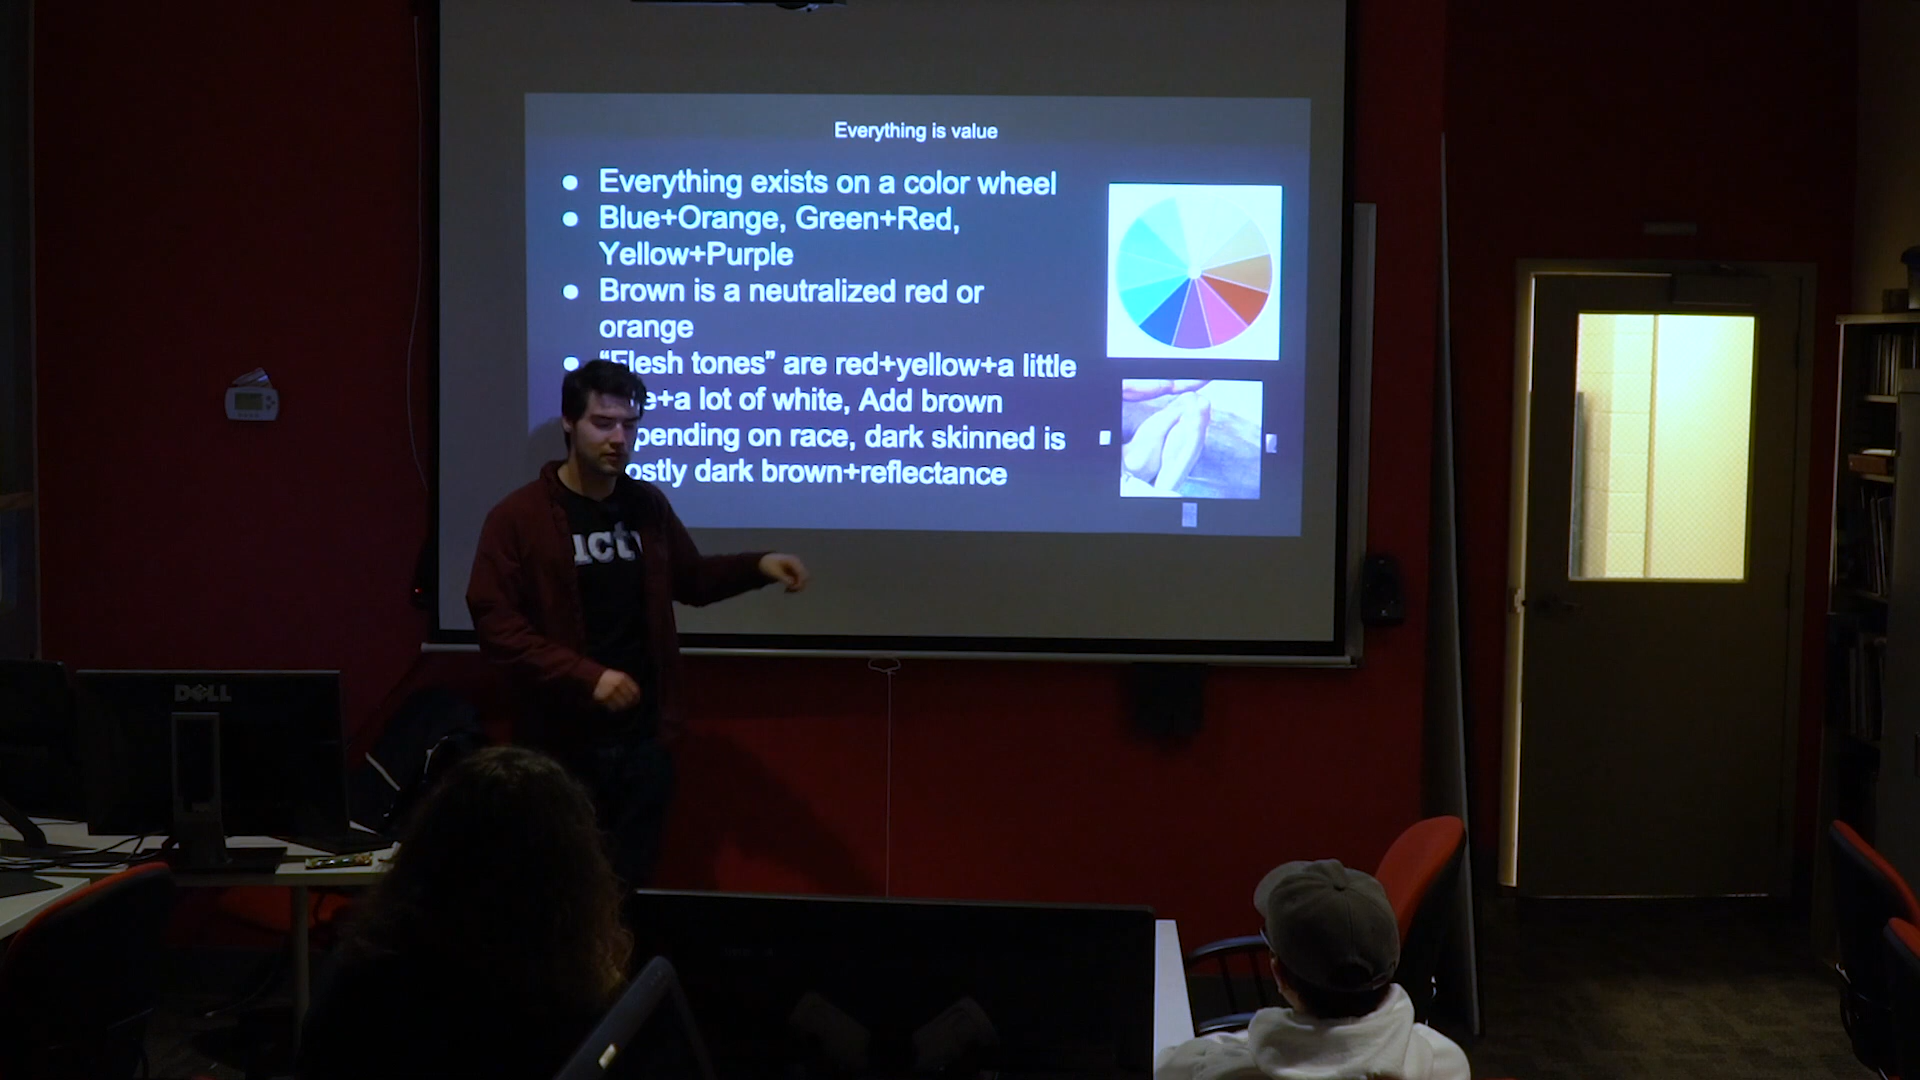 Everything is value
● Everything exists on a color wheel
● Blue+Orange, Green+Red,
Yellow+Purple
● Brown is a neutralized red or
orange
● “Flesh tones” are red+yellow+a little
+a lot of white, Add brown
on race, dark skinned is
dark brown+reflectance
DELL